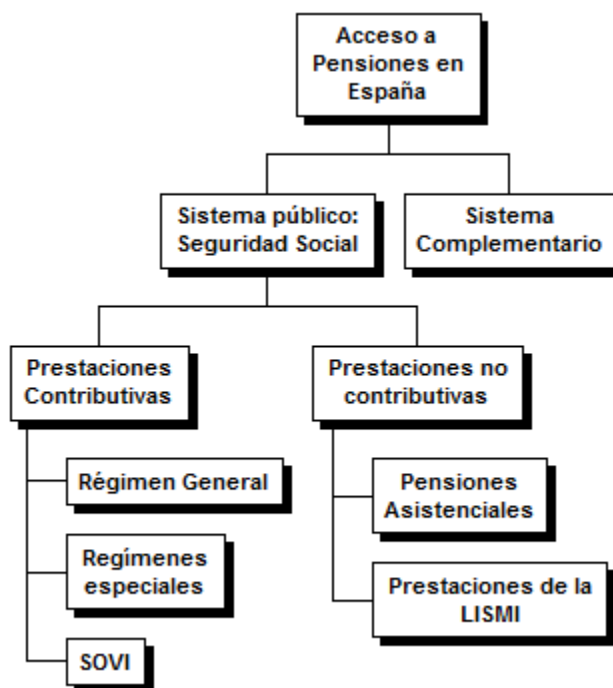 Acceso a
Pensiones en
España
Sistema público:
Seguridad Social
Sistema
Complementario
Prestaciones
Contributivas
Prestaciones no
contributivas
Régimen General
Regímenes
especiales
SOVI
Pensiones
Asistenciales
Prestaciones de la
LISMI